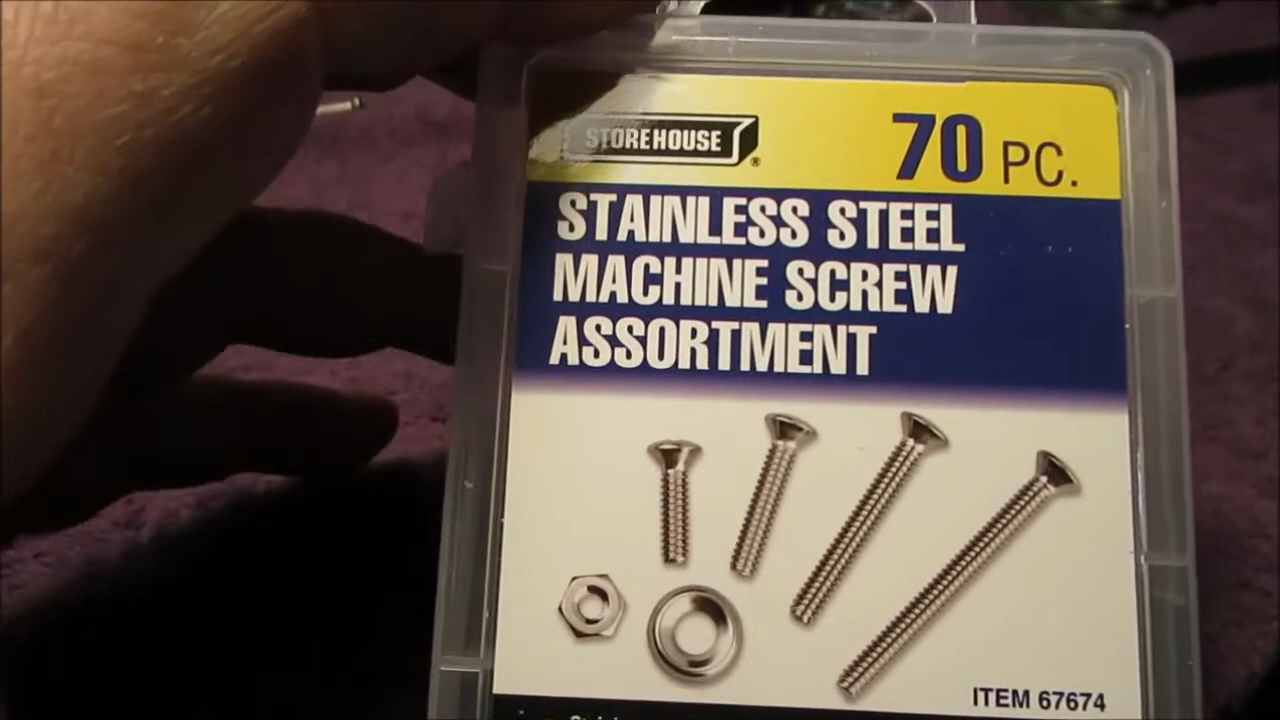 STOREHOUSE®
70 PC.
STAINLESS STEEL
MACHINE SCREW
ASSORTMENT
ITEM 67674